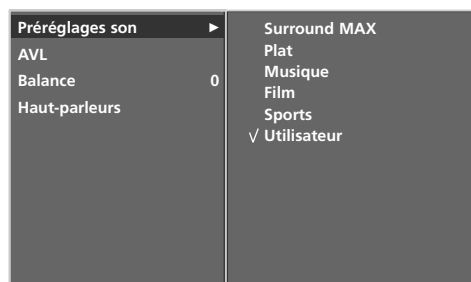 Préréglages son ►
AVL
Balance 0
Haut-parleurs
Surround MAX
Plat
Musique
Film
Sports
√ Utilisateur